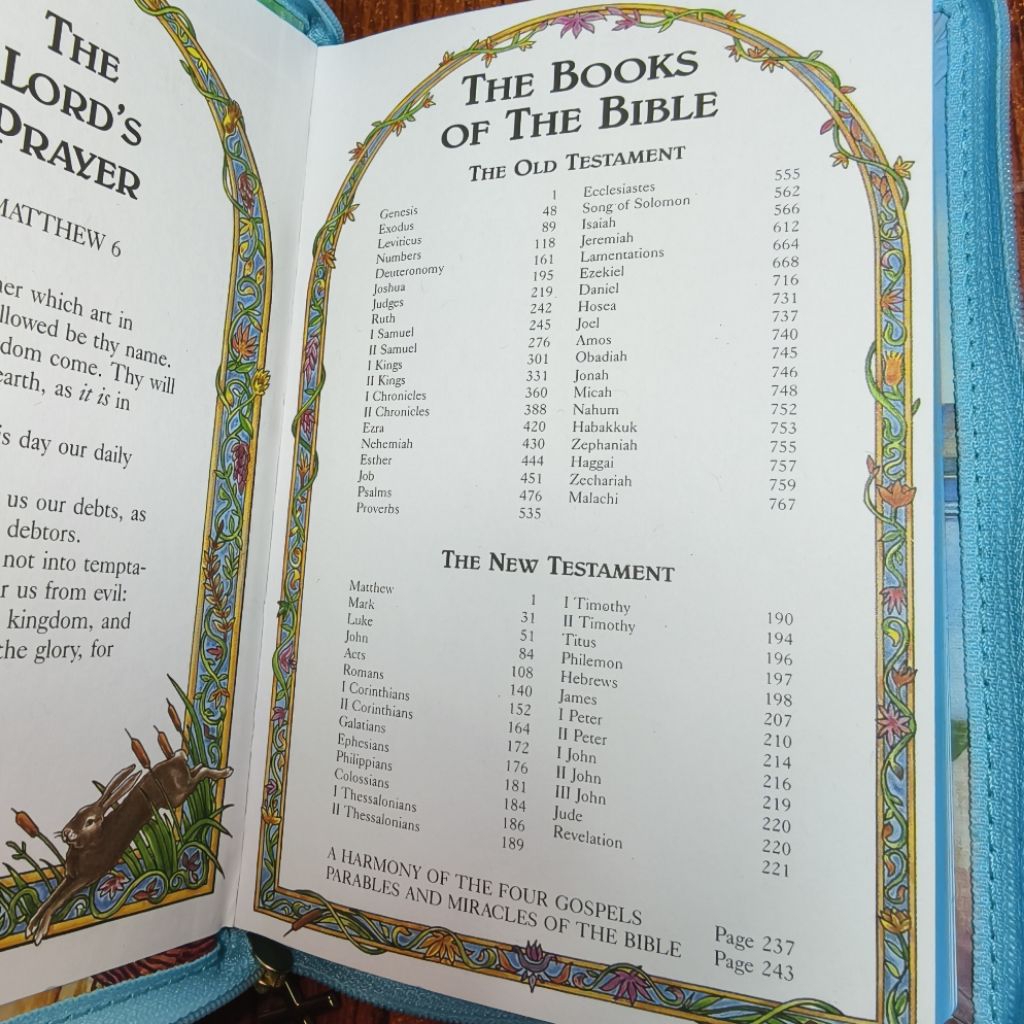 THE
LORD'S
PRAYER
MATTHEW 6
which art in
be thy name.
come. Thy will
earth, as it is in
day our daily
us our debts, as
debtors.
not into tempta-
us from evil:
kingdom, and
the glory, for
THE BOOKS
OF THE BIBLE
THE OLD TESTAMENT
Genesis 1
Exodus 48
Leviticus 89
Numbers 118
Deuteronomy 161
Joshua 195
Judges 219
Ruth 242
I Samuel 245
II Samuel 276
I Kings 301
II Kings 331
I Chronicles 360
II Chronicles 388
Ezra 420
Nehemiah 430
Esther 444
Job 451
Psalms 476
Proverbs 535
Ecclesiastes 555
Song of Solomon 562
Isaiah 566
Jeremiah 612
Lamentations 664
Ezekiel 668
Daniel 716
Hosea 731
Joel 737
Amos 740
Obadiah 745
Jonah 746
Micah 748
Nahum 752
Habakkuk 753
Zephaniah 755
Haggai 757
Zechariah 759
Malachi 767
THE NEW TESTAMENT
Matthew 1
Mark 31
Luke 51
John 84
Acts 108
Romans 140
I Corinthians 152
II Corinthians 164
Galatians 172
Ephesians 176
Philippians 181
Colossians 184
I Thessalonians 186
II Thessalonians 189
I Timothy 190
II Timothy 194
Titus 196
Philemon 197
Hebrews 198
James 207
I Peter 210
II Peter 214
I John 216
II John 219
III John 220
Jude 220
Revelation 221
A HARMONY OF THE FOUR GOSPELS Page 237
PARABLES AND MIRACLES OF THE BIBLE Page 243